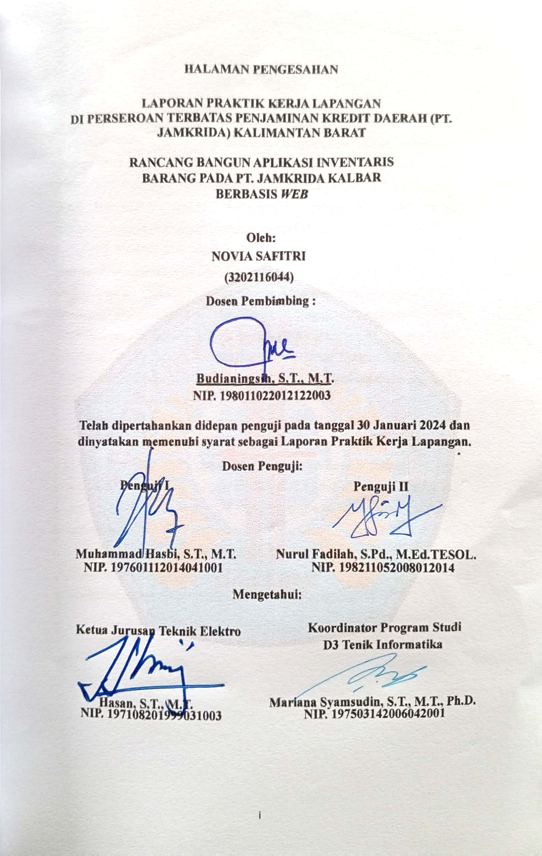 HALAMAN PENGESAHAN
LAPORAN PRAKTIK KERJA LAPANGAN
DI PERSEROAN TERBATAS PENJAMINAN KREDIT DAERAH (PT.
JAMKRIDA) KALIMANTAN BARAT
RANCANG BANGUN APLIKASI INVENTARIS
BARANG PADA PT. JAMKRIDA KALBAR
BERBASIS WEB
Oleh:
NOVIA SAFITRI
(3202116044)
Dosen Pembimbing :
Budianingsih, S.T., M.T.
NIP. 198011022012122003
Telah dipertahankan didepan penguji pada tanggal 30 Januari 2024 dan
dinyatakan memenuhi syarat sebagai Laporan Praktik Kerja Lapangan.
Dosen Penguji:
Penguji I
Penguji II
Muhammad Hasbi, S.T., M.T.
NIP. 197601112014041001
Nurul Fadilah, S.Pd., M.Ed.TESOL.
NIP. 198211052008012014
Mengetahui:
Ketua Jurusan Teknik Elektro
Koordinator Program Studi
D3 Tenik Informatika
Hasan, S.T., M.T.
NIP. 197108201999031003
Mariana Syamsudin, S.T., M.T., Ph.D.
NIP. 197503142006042001
i